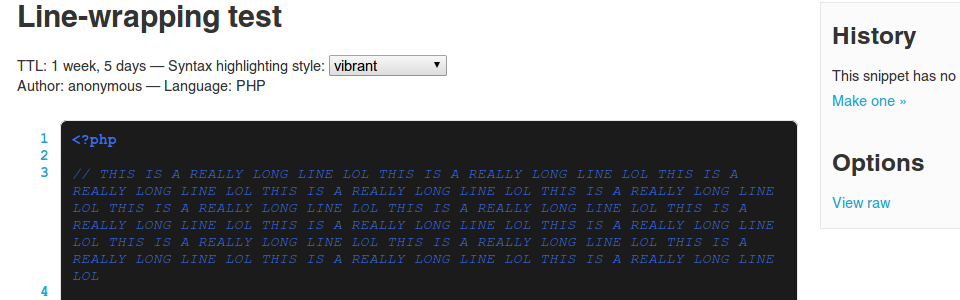 Line-wrapping test
TTL: 1 week, 5 days — Syntax highlighting style: vibrant
Author: anonymous — Language: PHP
1 <?php
2
3 // THIS IS A REALLY LONG LINE LOL THIS IS A REALLY LONG LINE LOL THIS IS A
REALLY LONG LINE LOL THIS IS A REALLY LONG LINE LOL THIS IS A REALLY LONG LINE
LOL THIS IS A REALLY LONG LINE LOL THIS IS A REALLY LONG LINE LOL THIS IS A
REALLY LONG LINE LOL THIS IS A REALLY LONG LINE LOL THIS IS A REALLY LONG LINE
LOL THIS IS A REALLY LONG LINE LOL THIS IS A REALLY LONG LINE LOL THIS IS A
REALLY LONG LINE LOL THIS IS A REALLY LONG LINE LOL THIS IS A REALLY LONG LINE
LOL
4
History
This snippet has no
Make one »
Options
View raw